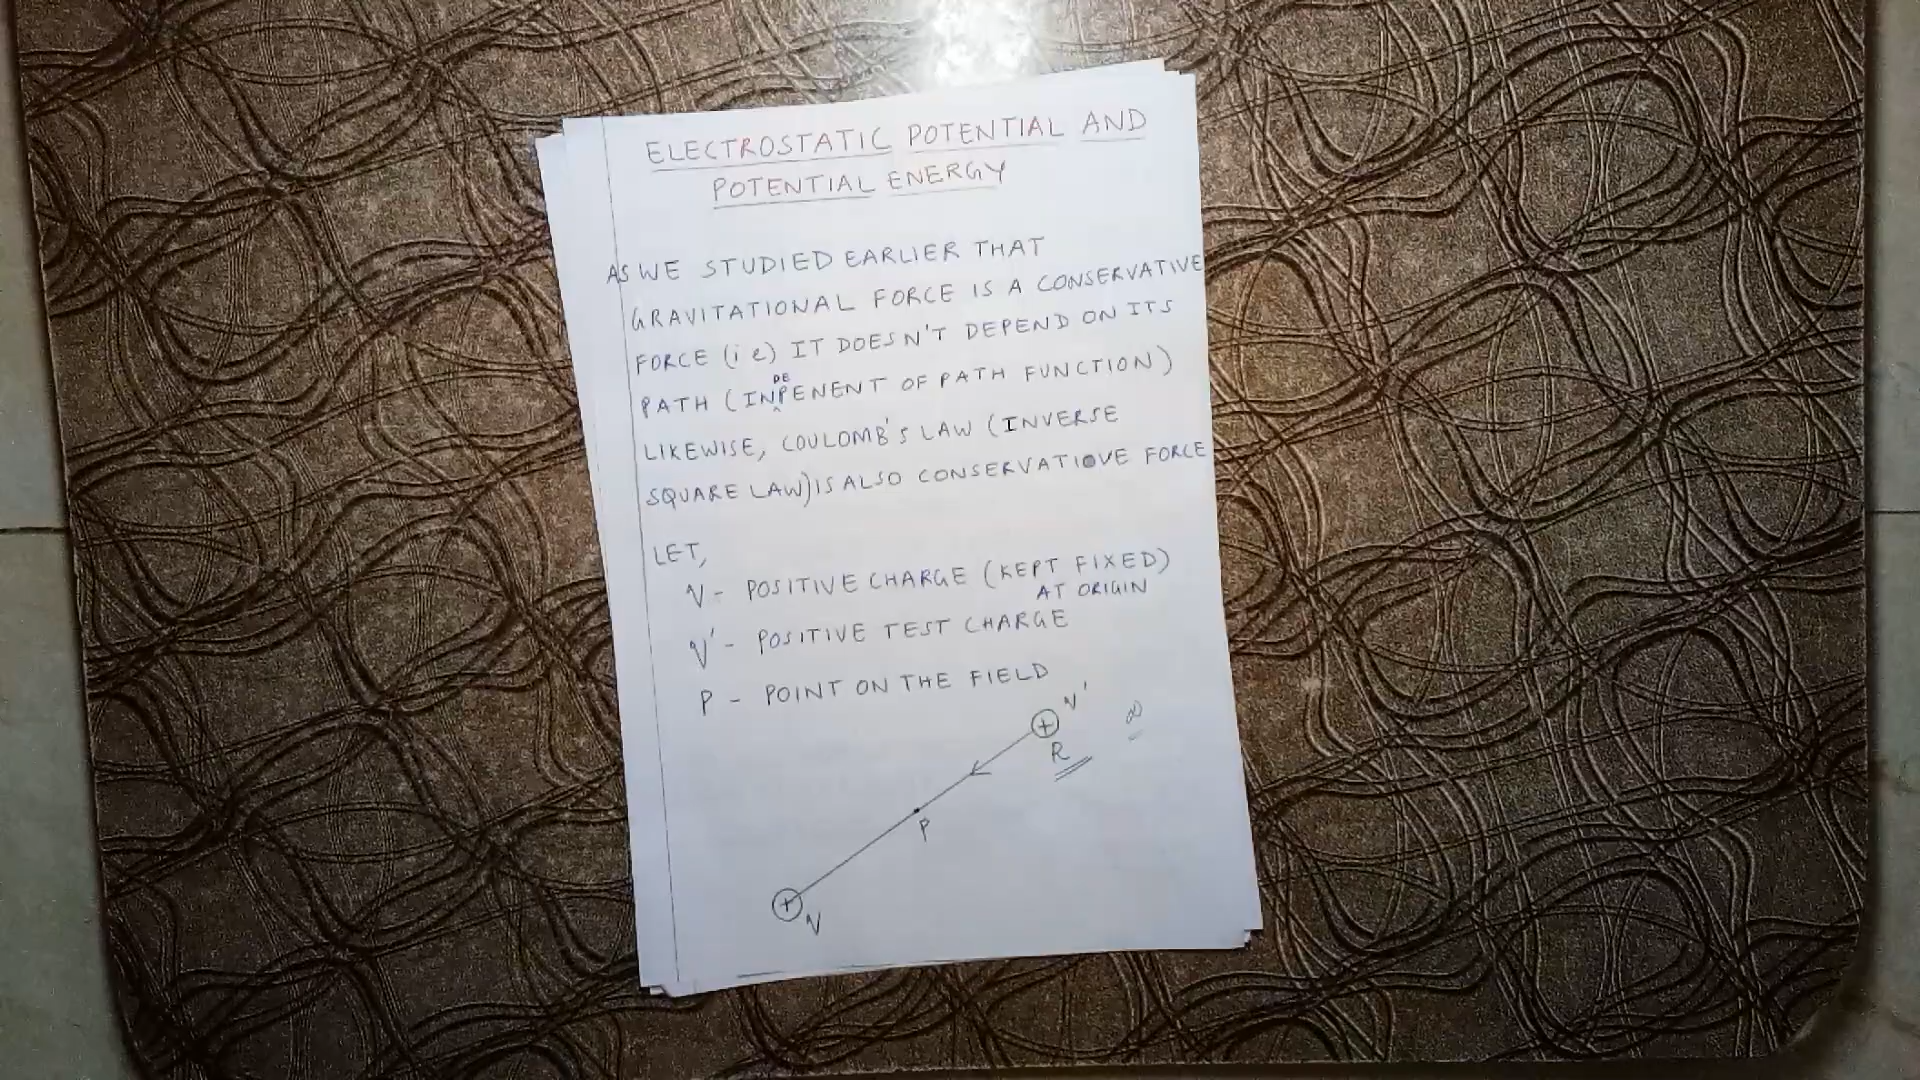 ELECTROSTATIC POTENTIAL AND
POTENTIAL ENERGY
AS WE STUDIED EARLIER THAT
GRAVITATIONAL FORCE IS A CONSERVATIVE
FORCE (i e) IT DOESN'T DEPEND ON ITS
DE
PATH (INPENENT OF PATH FUNCTION)
LIKEWISE, COULOMB'S LAW (INVERSE
SQUARE LAW) IS ALSO CONSERVATIOVE FORCE
LET,
V - POSITIVE CHARGE (KEPT FIXED)
AT ORIGIN
V' - POSITIVE TEST CHARGE
P - POINT ON THE FIELD
+ V'
∞
R
P
+ V